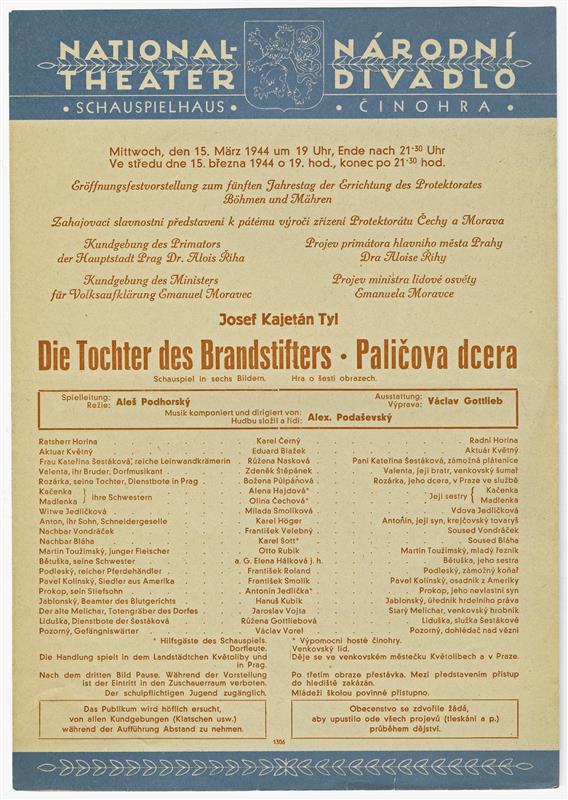 NATIONAL-THEATER
SCHAUSPIELHAUS
NÁRODNÍ DIVADLO
ČINOHRA
Mittwoch, den 15. März 1944 um 19 Uhr, Ende nach 21·30 Uhr
Ve středu dne 15. března 1944 o 19. hod., konec po 21·30 hod.
Eröffnungsfestvorstellung zum fünften Jahrestag der Errichtung des Protektorates
Böhmen und Mähren
Zahajovací slavnostní představení k pátému výročí zřízení Protektorátu Čechy a Morava
Kundgebung des Primators
der Hauptstadt Prag Dr. Alois Říha
Projev primátora hlavního města Prahy
Dra Aloise Říhy
Kundgebung des Ministers
für Volksaufklärung Emanuel Moravec
Projev ministra lidové osvěty
Emanuela Moravce
Josef Kajetán Tyl
Die Tochter des Brandstifters · Paličova dcera
Schauspiel in sechs Bildern. Hra o šesti obrazech.
Spielleitung: Režie: Aleš Podhorský
Ausstattung: Výprava: Václav Gottlieb
Musik komponiert und dirigiert von: Hudbu složil a řídí: Alex. Podaševský
Ratsherr Horina . Karel Černý . Radní Horina
Aktuar Květný . Eduard Blažek . Aktuár Květný
Frau Kateřina Šestáková, reiche Leinwandkrämerin . Růžena Nasková . Paní Kateřina Šestáková, zámožná plátenice
Valenta, ihr Bruder, Dorfmusikant . Zdeněk Štěpánek . Valenta, její bratr, venkovský šumař
Rozárka, seine Tochter, Dienstbote in Prag . Božena Půlpánová . Rozárka, jeho dcera, v Praze ve službě
Kačenka } ihre Schwestern . Alena Hajdová* . Její sestry { Kačenka
Madlenka . Olina Čechová* . Madlenka
Witwe Jedličková . Milada Smolíková . Vdova Jedličková
Anton, ihr Sohn, Schneidergeselle . Karel Höger . Antonín, její syn, krejčovský tovaryš
Nachbar Vondráček . František Velebný . Soused Vondráček
Nachbar Bláha . Karel Šott* . Soused Bláha
Martin Toužimský, junger Fleischer . Otto Rubík . Martin Toužimský, mladý řezník
Bětuška, seine Schwester . a. G. Elena Hálková j. h. . Bětuška, jeho sestra
Podleský, reicher Pferdehändler . František Roland . Podleský, zámožný koňař
Pavel Kolínský, Siedler aus Amerika . František Smolík . Pavel Kolínský, osadník z Ameriky
Prokop, sein Stiefsohn . Antonín Jedlička* . Prokop, jeho nevlastní syn
Jablonský, Beamter des Blutgerichts . Hanuš Kubík . Jablonský, úředník hrdelního práva
Der alte Melichar, Totengräber des Dorfes . Jaroslav Vojta . Starý Melichar, venkovský hrobník
Liduška, Dienstbote der Šestáková . Růžena Gottliebová . Liduška, služka Šestákové
Pozorný, Gefängniswärter . Václav Vorel . Pozorný, dohlédač nad vězni
* Hilfsgäste des Schauspiels.
Dorfleute.
Die Handlung spielt in dem Landstädtchen Květolíby und
in Prag.
Nach dem dritten Bild Pause. Während der Vorstellung
ist der Eintritt in den Zuschauerraum verboten.
Der schulpflichtigen Jugend zugänglich.
* Výpomocní hosté činohry.
Venkovský lid.
Děje se ve venkovském městečku Květolibech a v Praze.
Po třetím obraze přestávka. Mezi představením přístup
do hlediště zakázán.
Mládeži školou povinné přístupno.
Das Publikum wird höflich ersucht,
von allen Kundgebungen (Klatschen usw.)
während der Aufführung Abstand zu nehmen.
Obecenstvo se zdvořile žádá,
aby upustilo ode všech projevů (tleskání a p.)
průběhem dějství.
1306